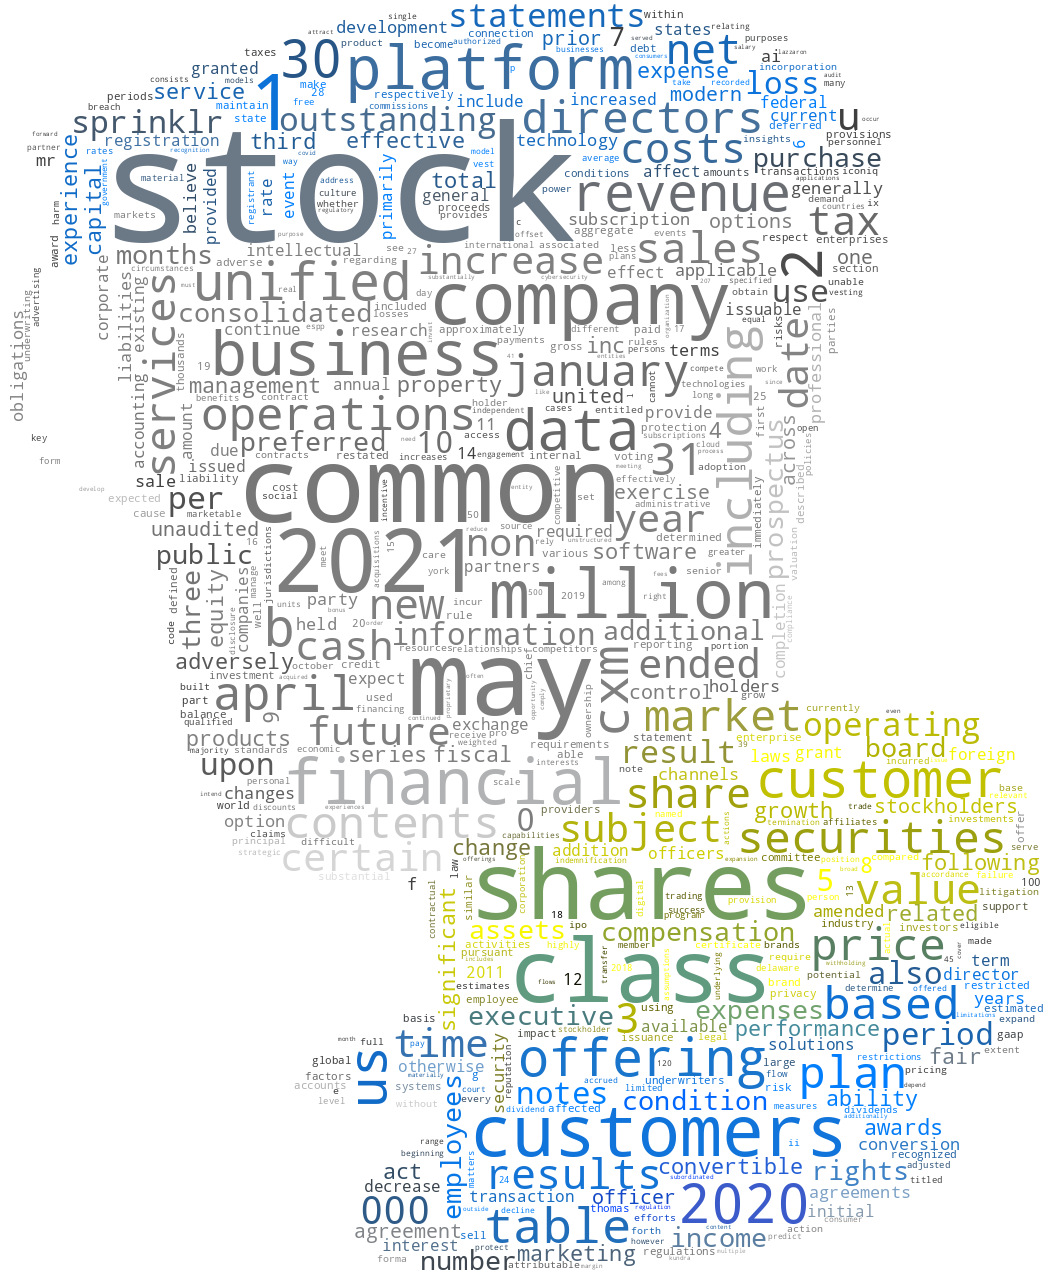 single
statements
within
attract
development
connection
served
states
relating
product
become
authorized
businesses
prior
7
debt
purposes
taxes
30
platform
net
ai
consumers
salary
lazzaron
granted
expense
incorporation
consists
models
make
respectively
take
recorded
audit
periods
service
1
28
include
increased
modern
loss
many
breach
maintain
free
commissions
federal
state
outstanding
directors
current
deferred
u
occur
sprinklr
forward
registration
third
effective
technology
insights
6
provisions
partner
rates
recognition
covid
model
costs
personnel
mr
way
average
transactions
iconiq
stock
purchase
experience
government
material
event
address
primarily
vest
total
conditions
affect
amounts
applications
capital
believe
provided
registrant
rate
culture
whether
general
power
revenue
generally
demand
ix
harm
award
markets
regulatory
proceeds
provides
c
subscription
options
tax
countries
purpose
offset
aggregate
events
respect
enterprises
months
intellectual
see
27
international
associated
less
sales
one
adverse
regarding
increase
plans
effect
applicable
2
section
advertising
circumstances
must
unified
real
day
substantially
cybersecurity
207
specified
unable
underwriting
corporate
services
losses
included
company
obtain
use
vesting
obligations
liabilities
existing
consolidated
issuable
continue
espp
research
approximately
different
paid
17
organization
equal
risks
parties
thousands
business
payments
gross
inc
rules
persons
terms
including
date
professional
19
invest
41
entities
january
compete
management
annual
property
united
cannot
technologies
work
since
accounting
amount
benefits
contract
holder
like
1
long
25
operations
independent
cases
entitled
provide
first
11
data
protection
4
subscriptions
across
open
key
due
preferred
need
10
access
voting
cloud
process
policies
contracts
restated
increases
14
engagement
internal
31
adoption
form
issued
meeting
effectively
prospectus
sale
liability
common
incentive
entity
competitive
set
exercise
administrative
immediately
described
develop
expected
cost
social
per
cause
marketable
50
year
unaudited
2021
reduce
source
required
determined
valuation
16
jurisdictions
meet
acquisitions
15
non
rely
unstructured
public
care
various
software
greater
york
partners
senior
code
defined
three
equity
companies
well
manage
units
bonus
million
500
2019
among
right
fees
completion
compliance
disclosure
party
new
incur
b
held
20
order
rule
additional
cash
information
adversely
resources
relationships
competitors
reporting
portion
october
credit
may
chief
cxm
ended
investment
acquired
expect
often
built
april
proprietary
opportunity
comply
ownership
control
holders
part
used
grow
balance
9
financing
qualified
continued
exchange
market
currently
even
products
future
receive
pro
weighted
requirements
statement
operating
majority
standards
economic
series
fiscal
able
result
39
enterprise
board
upon
interests
laws
grant
incurred
foreign
personal
financial
scale
note
channels
customer
base
intend
changes
experiences
share
world
discounts
providers
growth
trade
stockholders
investments
option
contents
0
subject
named
actions
termination
affiliates
offer
claims
capabilities
securities
principal
difficult
change
serve
strategic
certain
offerings
addition
officers
expansion
committee
position
compared
following
law
indemnification
broad
accordance
failure
substantial
shares
5
8
f
contractual
significant
similar
corporation
digital
trading
provision
person
13
value
100
litigation
success
program
amended
related
support
18
ipo
industry
investors
assets
compensation
eligible
activities
highly
member
certificate
brands
price
actual
made
pursuant
class
transfer
require
cover
includes
2018
assumptions
underlying
delaware
withholding
45
term
2011
flows
12
potential
also
director
estimates
brand
restricted
employee
privacy
determine
offered
years
executive
3
using
expenses
based
estimated
basis
issuance
limitations
expand
month
full
time
impact
stockholder
available
legal
performance
period
gaap
global
us
otherwise
security
reputation
offering
120
solutions
fair
extent
factors
pay
large
restrictions
pricing
accounts
materially
8
accrued
underwriters
flow
plan
e
systems
court
notes
limited
risk
depend
level
without
employees
every
condition
measures
ability
dividend
affected
dividends
additionally
range
customers
awards
beginning
ii
conversion
recognized
act
matters
results
convertible
rights
adjusted
decrease
24
subordinated
titled
000
transaction
officer
agreements
outside
decline
thomas
regulation
2020
initial
consumer
agreement
sell
table
efforts
content
action
interest
forth
income
predict
forma
protect
however
number
marketing
regulations
multiple
attributable
margin
kundra